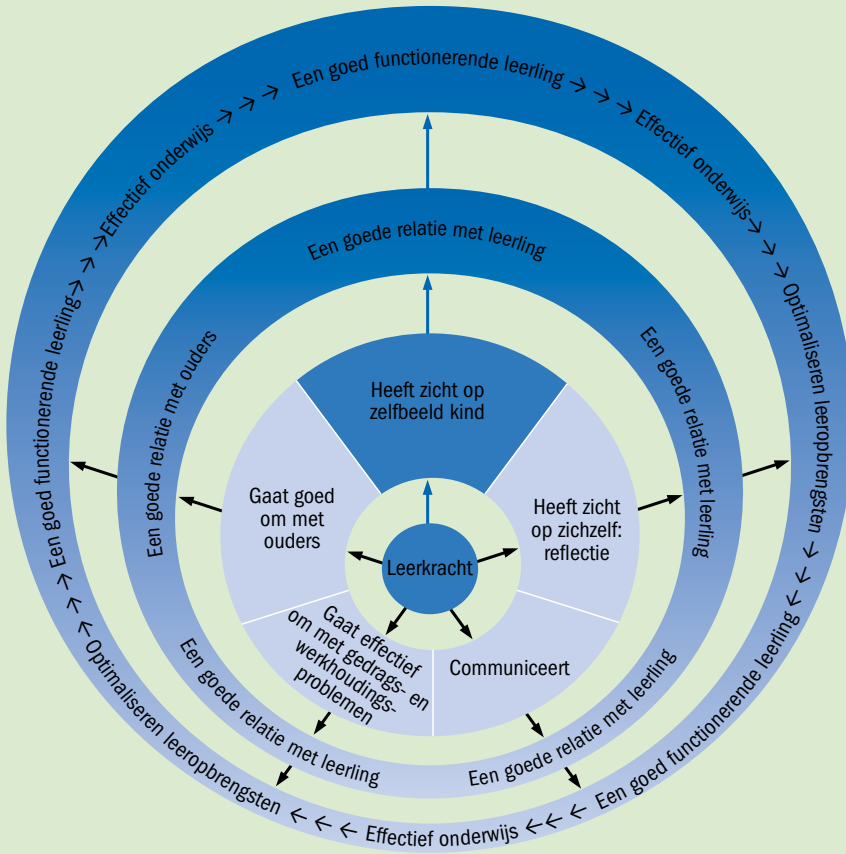 Een goed functionerende leerling → → → Effectief onderwijs → → → Optimaliseren leeropbrengsten → → → Een goed functionerende leerling → → → Effectief onderwijs → → → Optimaliseren leeropbrengsten → → → Een goed functionerende leerling → → → Effectief onderwijs → → →
Een goede relatie met leerling
Een goede relatie met leerling
Een goede relatie met leerling
Een goede relatie met leerling
Een goede relatie met ouders
Heeft zicht op
zelfbeeld kind
Heeft zicht
op zichzelf:
reflectie
Communiceert
Gaat effectief
om met gedrags- en
werkhoudings-
problemen
Gaat goed
om met
ouders
Leerkracht